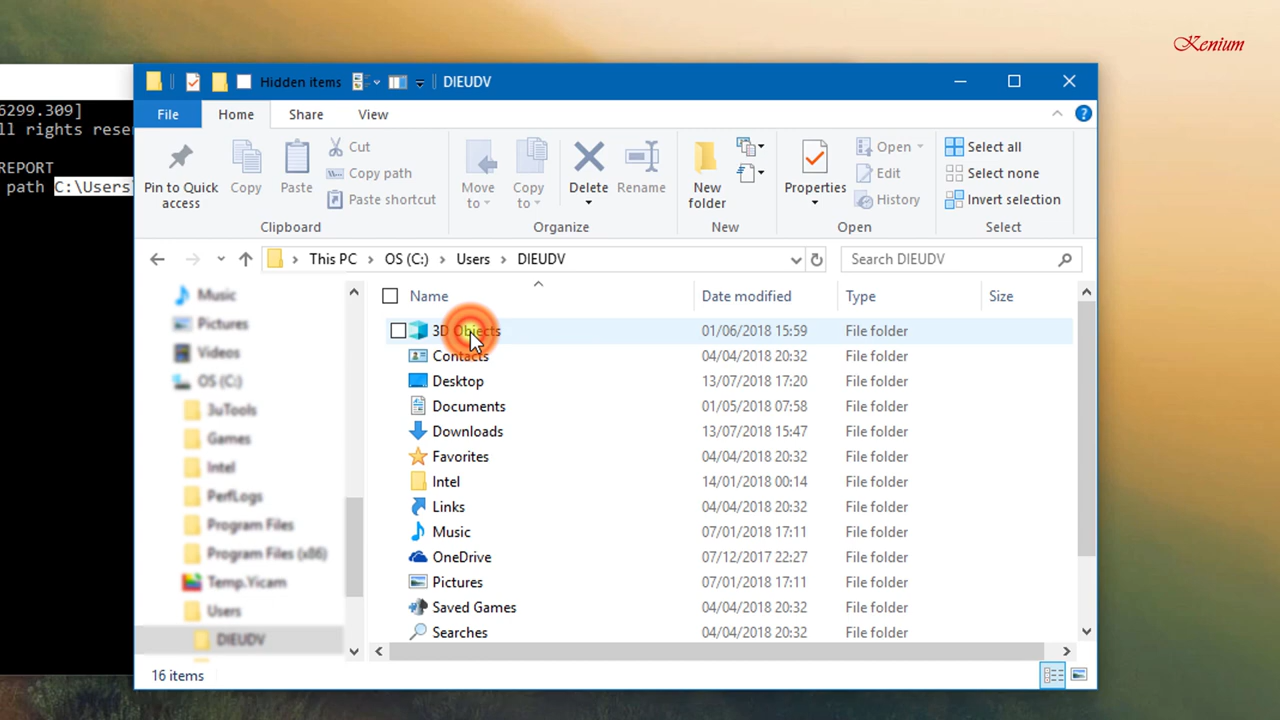 Kenium
6299.309]
ll rights rese
REPORT
path C:\Users\
Hidden items
DIEUDV
File
Home
Share
View
Pin to Quick
access
Copy
Paste
Cut
Copy path
Paste shortcut
Clipboard
Move
to
Copy
to
Delete
Rename
Organize
New
folder
New
Properties
Open
Edit
History
Open
Select all
Select none
Invert selection
Select
This PC > OS (C:) > Users > DIEUDV
Search DIEUDV
Music
Pictures
Videos
OS (C:)
3uTools
Games
Intel
PerfLogs
Program Files
Program Files (x86)
Temp.Yicam
Users
DIEUDV
Name Date modified Type Size
3D Objects 01/06/2018 15:59 File folder
Contacts 04/04/2018 20:32 File folder
Desktop 13/07/2018 17:20 File folder
Documents 01/05/2018 07:58 File folder
Downloads 13/07/2018 15:47 File folder
Favorites 04/04/2018 20:32 File folder
Intel 14/01/2018 00:14 File folder
Links 04/04/2018 20:32 File folder
Music 07/01/2018 17:11 File folder
OneDrive 07/12/2017 22:27 File folder
Pictures 07/01/2018 17:11 File folder
Saved Games 04/04/2018 20:32 File folder
Searches 04/04/2018 20:32 File folder
16 items